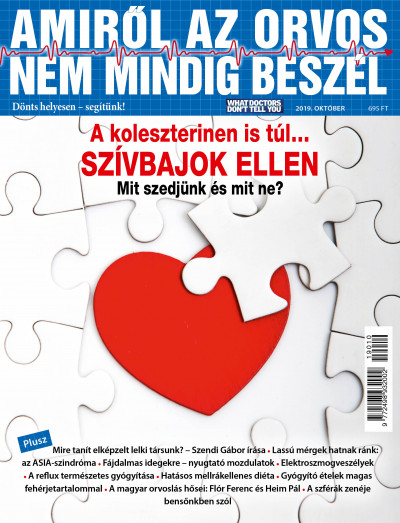 AMIRŐL AZ ORVOS
NEM MINDIG BESZÉL
Dönts helyesen – segítünk!
WHAT DOCTORS
DON'T TELL YOU
2019. OKTÓBER
695 FT
A koleszterinen is túl...
SZÍVBAJOK ELLEN
Mit szedjünk és mit ne?
19010
9 772498 932002
Plusz
Mire tanít elképzelt lelki társunk? – Szendi Gábor írása • Lassú mérgek hatnak ránk:
az ASIA-szindróma • Fájdalmas idegekre – nyugtató mozdulatok • Elektroszmogveszélyek
• A reflux természetes gyógyítása • Hatásos mellrákellenes diéta • Gyógyító ételek magas
fehérjetartalommal • A magyar orvoslás hősei: Flór Ferenc és Heim Pál • A szférák zenéje
bensőnkben szól